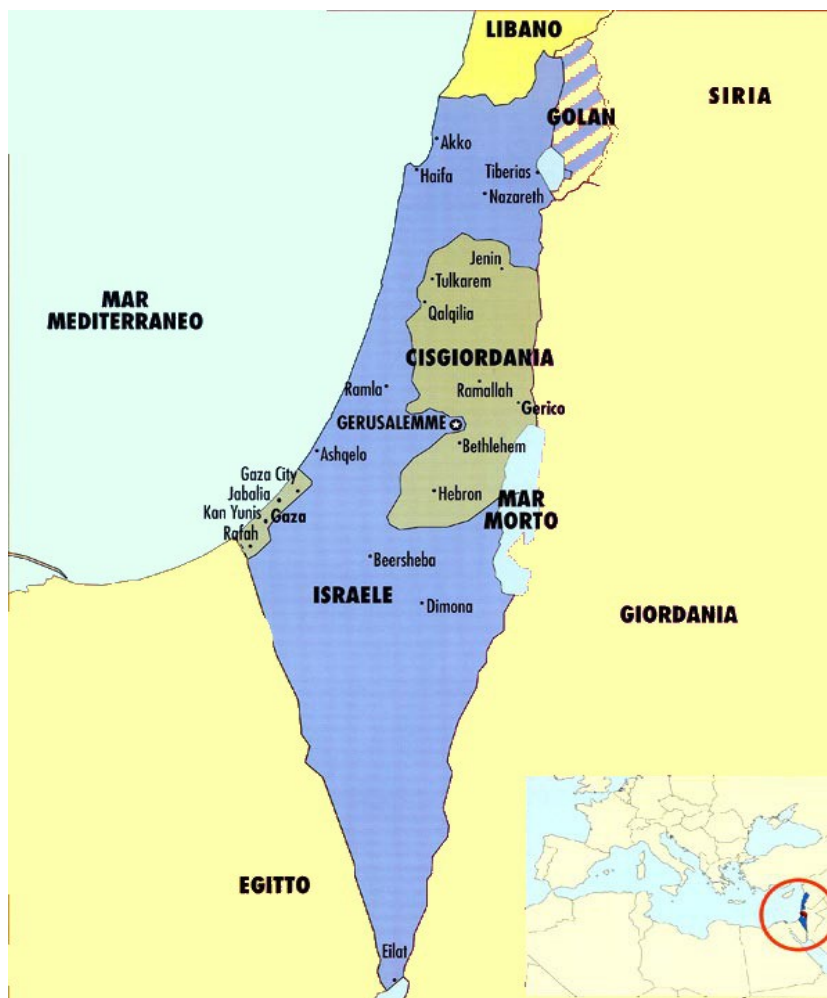 LIBANO
SIRIA
GOLAN
Akko
Tiberias
Haifa
Nazareth
Jenin
Tulkarem
MAR
MEDITERRANEO
Qalqilia
CISGIORDANIA
Ramla
Ramallah
Gerico
GERUSALEMME
Bethlehem
Ashqelo
Gaza City
Jabalia
Hebron
MAR
MORTO
Kan Yunis
Gaza
Rafah
Beersheba
ISRAELE
Dimona
GIORDANIA
EGITTO
Eilat